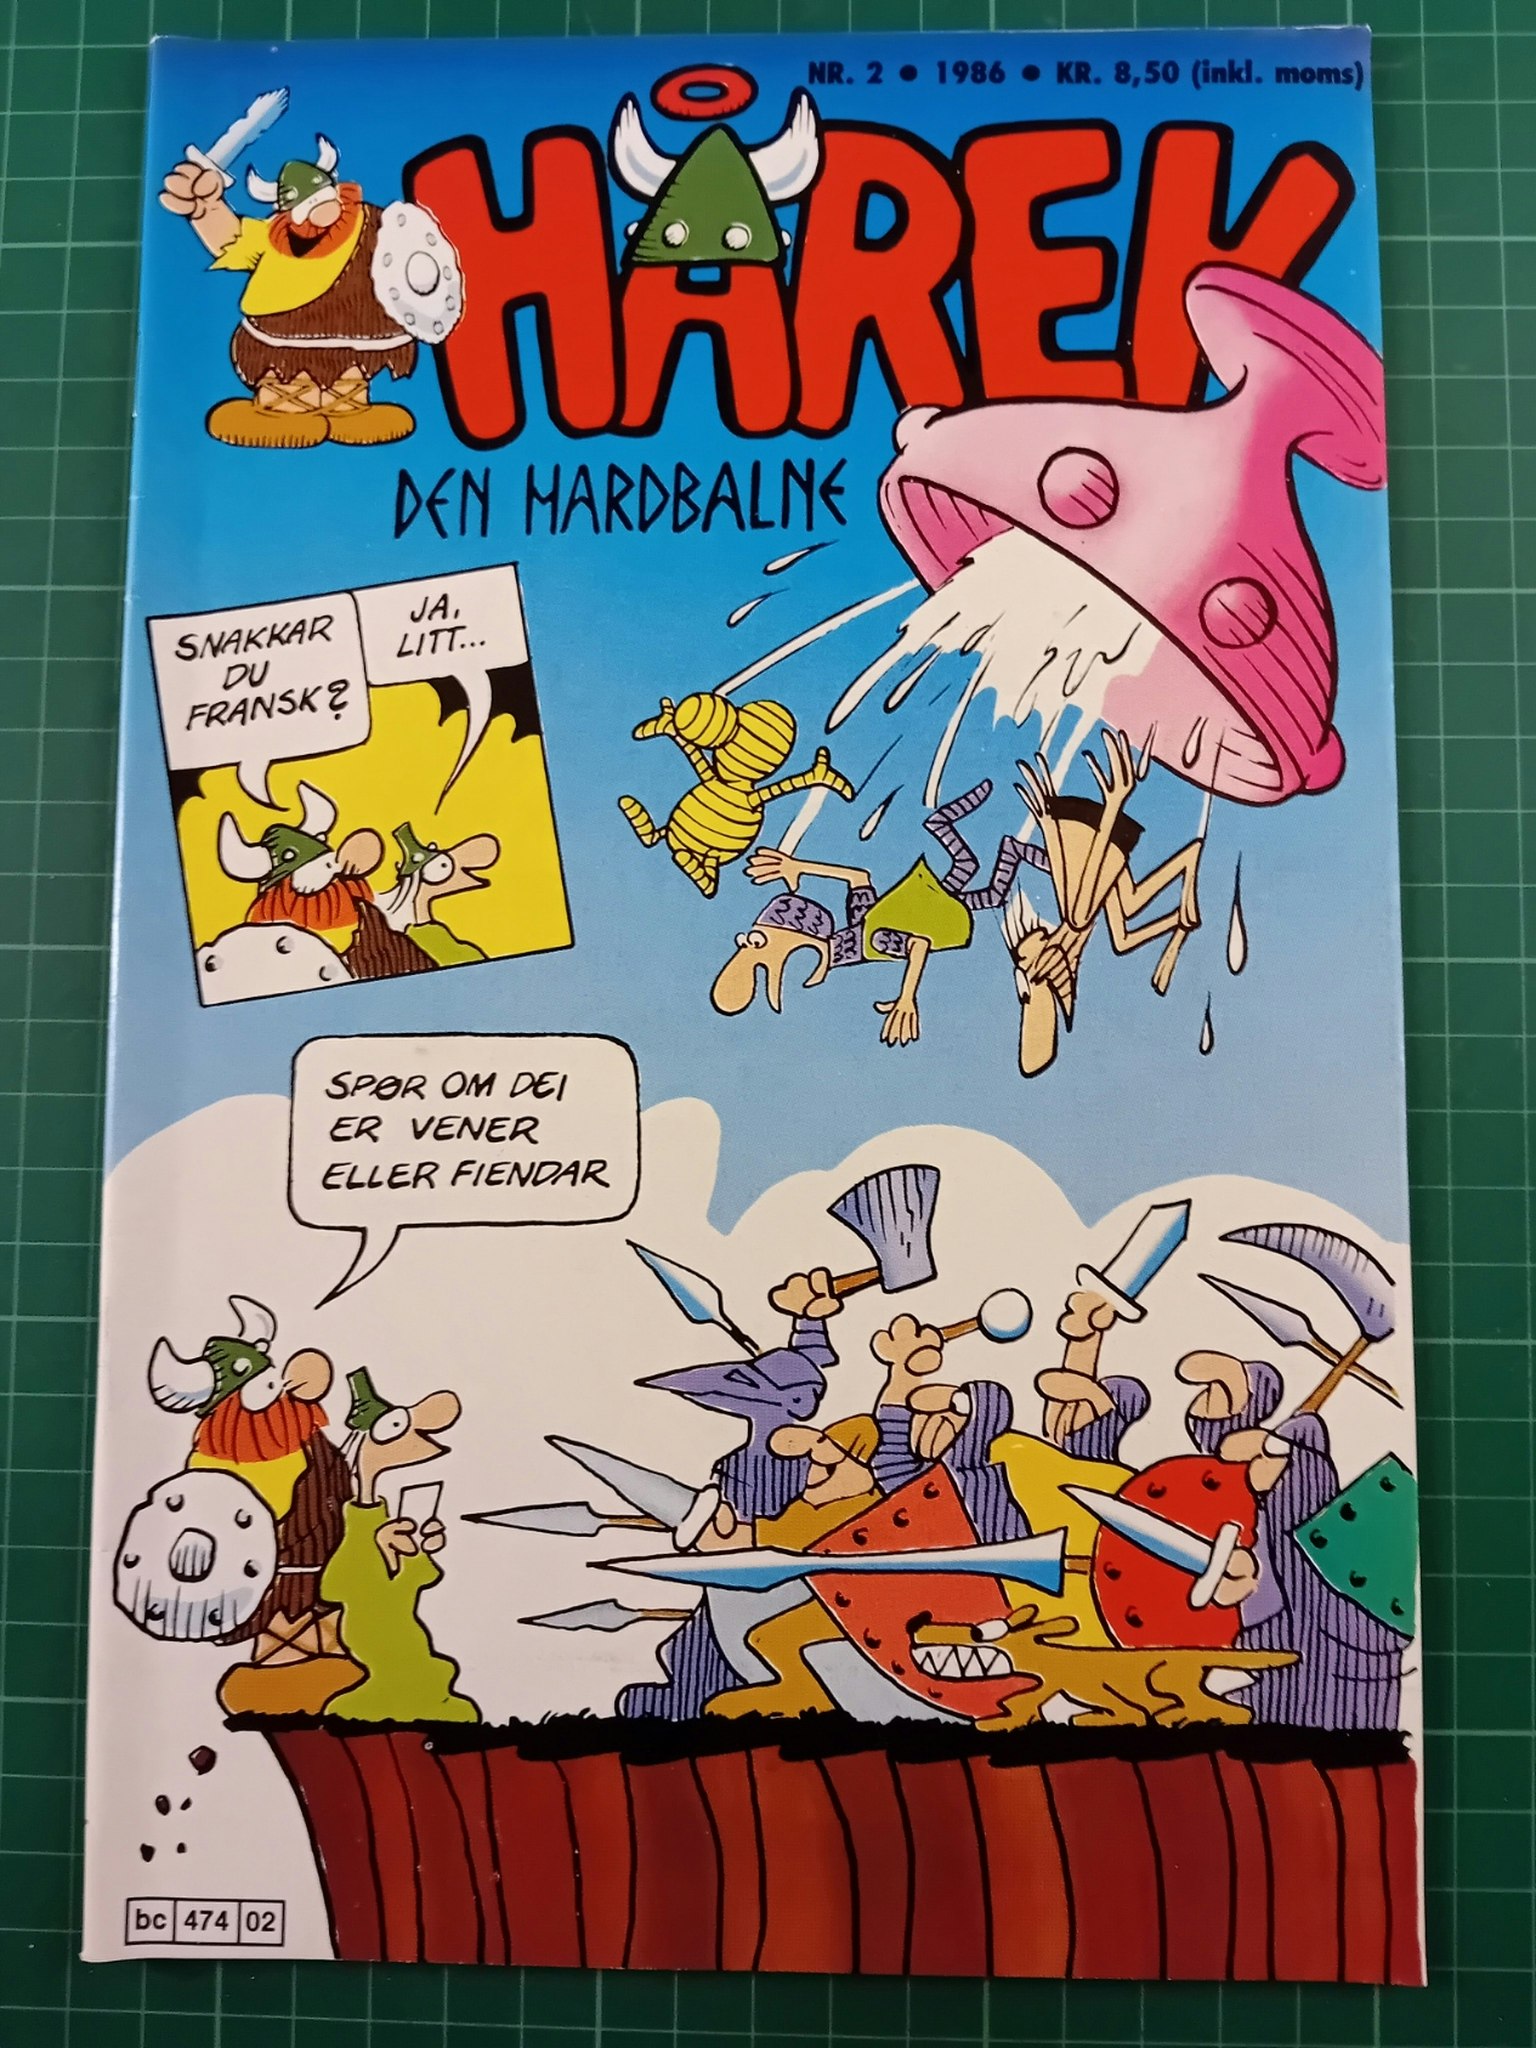 NR. 2 • 1986 • KR. 8,50 (inkl. moms)
HÅREK
DEN HARDBALNE
SNAKKAR
DU
FRANSK?
JA,
LITT...
SPØR OM DEI
ER VENER
ELLER FIENDAR
bc 474 02